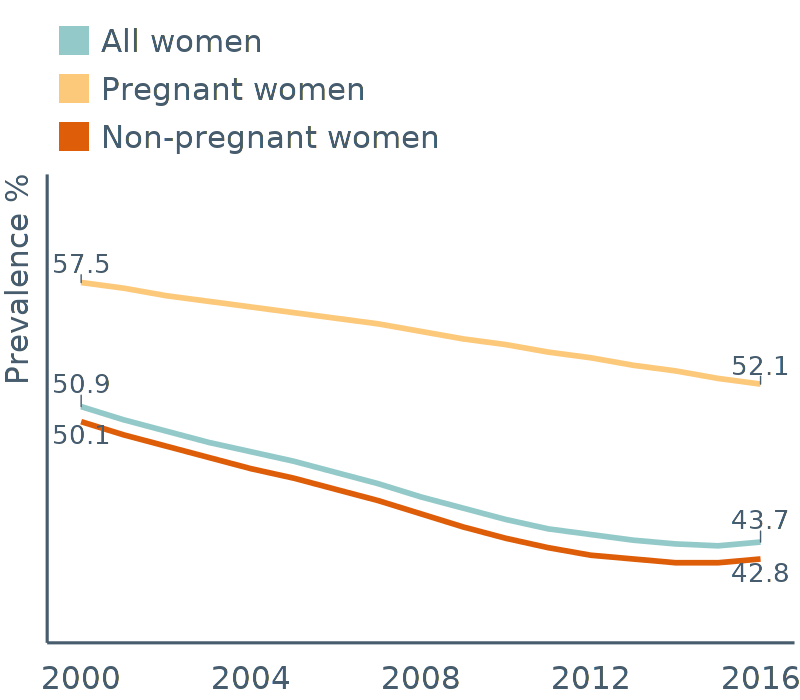 All women
Pregnant women
Non-pregnant women
Prevalence %
57.5
52.1
50.9
50.1
43.7
42.8
2000 2004 2008 2012 2016